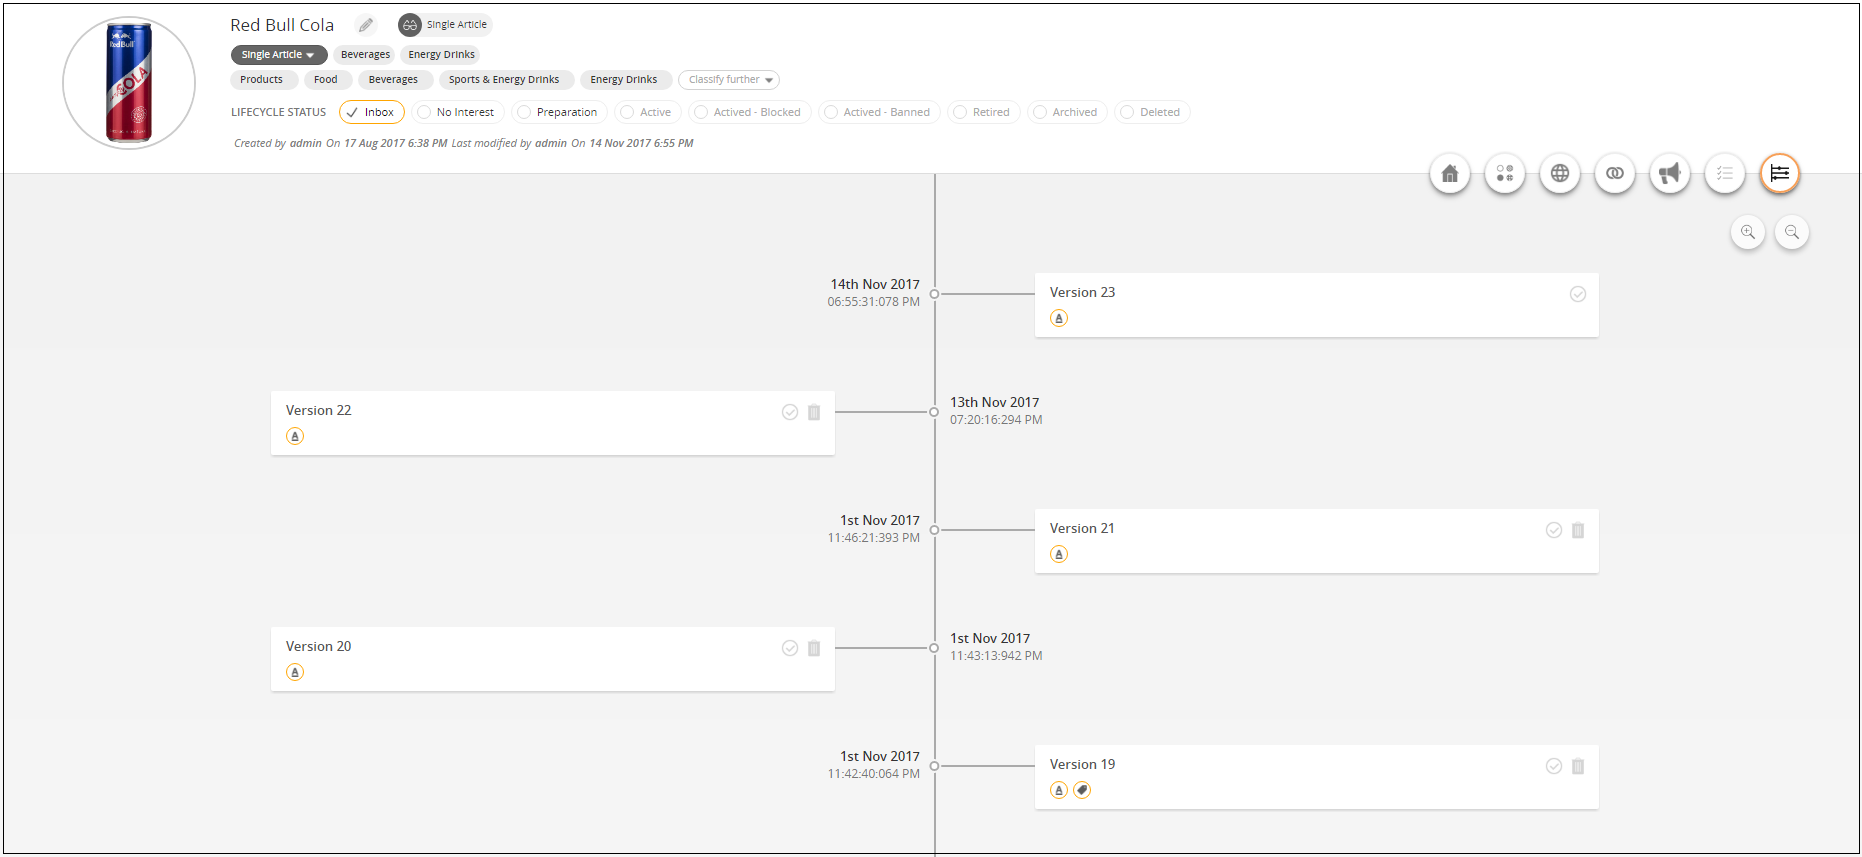 Red Bull Cola Single Article
Single Article Beverages Energy Drinks
Products Food Beverages Sports & Energy Drinks Energy Drinks Classify further
LIFECYCLE STATUS Inbox No Interest Preparation Active Actived - Blocked Actived - Banned Retired Archived Deleted
Created by admin On 17 Aug 2017 6:38 PM Last modified by admin On 14 Nov 2017 6:55 PM
RedBull
COLA
14th Nov 2017
06:55:31:078 PM
Version 23
A
Version 22
A
13th Nov 2017
07:20:16:294 PM
1st Nov 2017
11:46:21:393 PM
Version 21
A
Version 20
A
1st Nov 2017
11:43:13:942 PM
1st Nov 2017
11:42:40:064 PM
Version 19
A